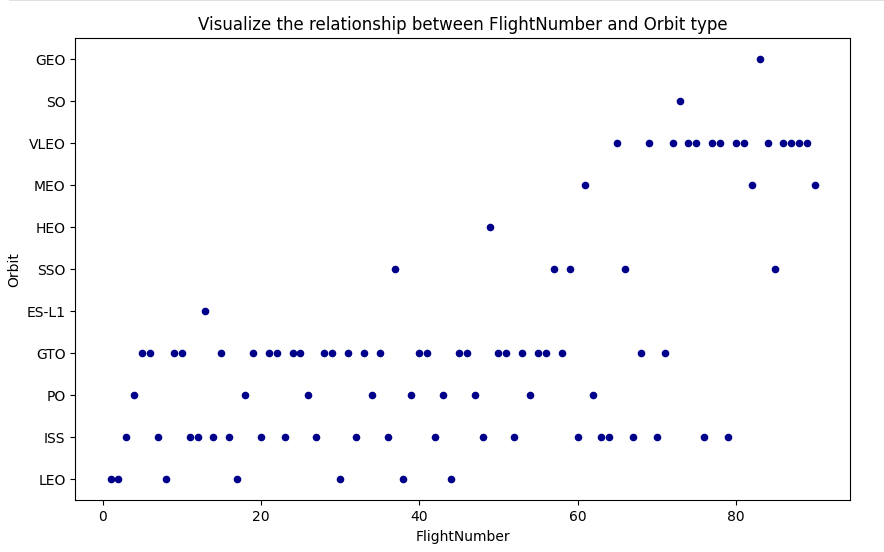 Visualize the relationship between FlightNumber and Orbit type
GEO
SO
VLEO
MEO
HEO
SSO
ES-L1
GTO
PO
ISS
LEO
Orbit
0 20 40 60 80
FlightNumber